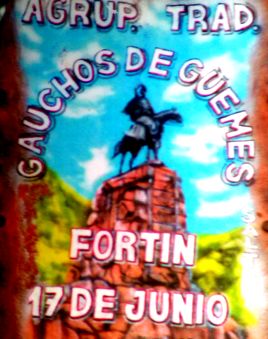 AGRUP. TRAD.
GAUCHOS DE GÜEMES
FORTIN
17 DE JUNIO